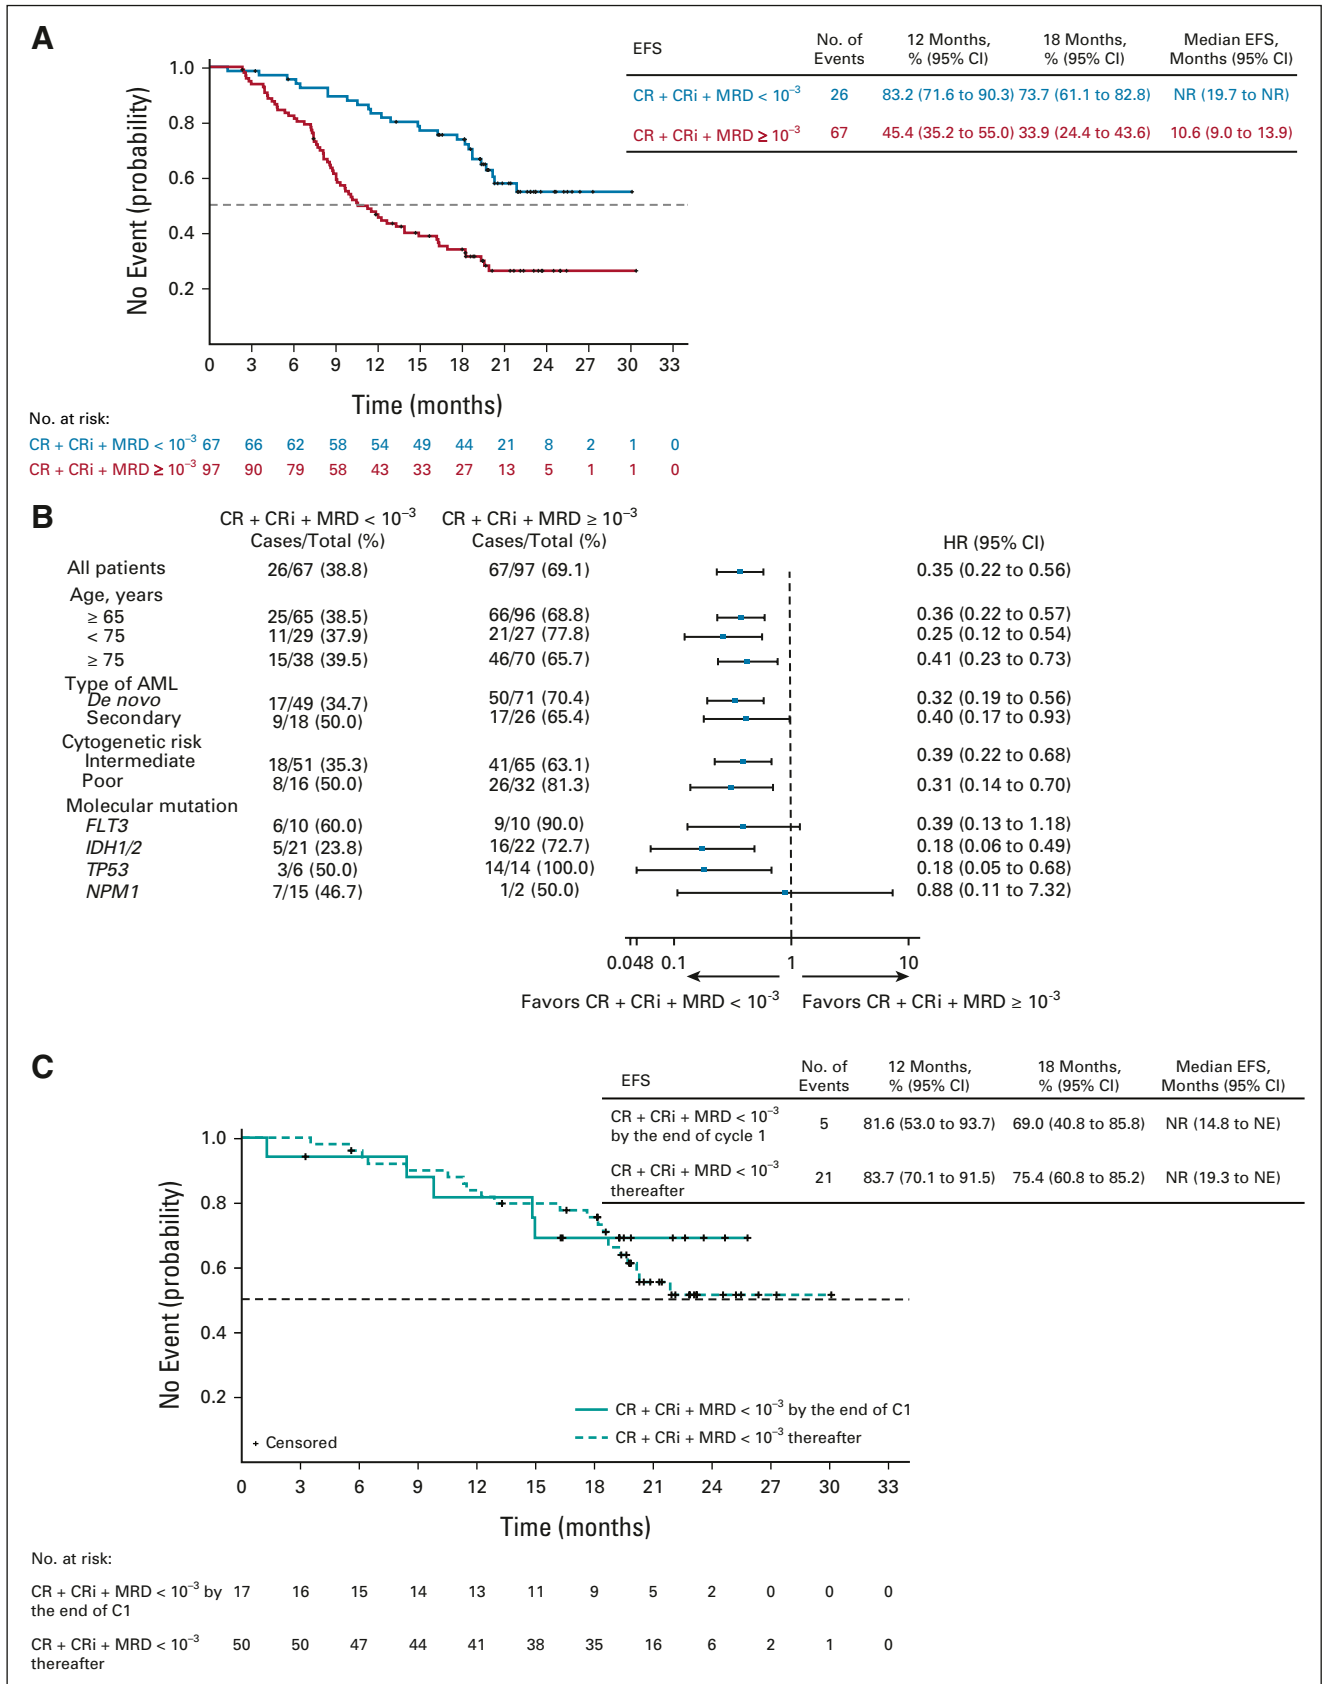 A
EFS No. of Events 12 Months, % (95% CI) 18 Months, % (95% CI) Median EFS, Months (95% CI)
CR + CRi + MRD < 10⁻³ 26 83.2 (71.6 to 90.3) 73.7 (61.1 to 82.8) NR (19.7 to NR)
CR + CRi + MRD ≥ 10⁻³ 67 45.4 (35.2 to 55.0) 33.9 (24.4 to 43.6) 10.6 (9.0 to 13.9)
No Event (probability)
1.0
0.8
0.6
0.4
0.2
0 3 6 9 12 15 18 21 24 27 30 33
Time (months)
No. at risk:
CR + CRi + MRD < 10⁻³ 67 66 62 58 54 49 44 21 8 2 1 0
CR + CRi + MRD ≥ 10⁻³ 97 90 79 58 43 33 27 13 5 1 1 0
B
CR + CRi + MRD < 10⁻³ CR + CRi + MRD ≥ 10⁻³
Cases/Total (%) Cases/Total (%) HR (95% CI)
All patients 26/67 (38.8) 67/97 (69.1) 0.35 (0.22 to 0.56)
Age, years
≥ 65 25/65 (38.5) 66/96 (68.8) 0.36 (0.22 to 0.57)
< 75 11/29 (37.9) 21/27 (77.8) 0.25 (0.12 to 0.54)
≥ 75 15/38 (39.5) 46/70 (65.7) 0.41 (0.23 to 0.73)
Type of AML
De novo 17/49 (34.7) 50/71 (70.4) 0.32 (0.19 to 0.56)
Secondary 9/18 (50.0) 17/26 (65.4) 0.40 (0.17 to 0.93)
Cytogenetic risk
Intermediate 18/51 (35.3) 41/65 (63.1) 0.39 (0.22 to 0.68)
Poor 8/16 (50.0) 26/32 (81.3) 0.31 (0.14 to 0.70)
Molecular mutation
FLT3 6/10 (60.0) 9/10 (90.0) 0.39 (0.13 to 1.18)
IDH1/2 5/21 (23.8) 16/22 (72.7) 0.18 (0.06 to 0.49)
TP53 3/6 (50.0) 14/14 (100.0) 0.18 (0.05 to 0.68)
NPM1 7/15 (46.7) 1/2 (50.0) 0.88 (0.11 to 7.32)
0.048 0.1 1 10
Favors CR + CRi + MRD < 10⁻³ Favors CR + CRi + MRD ≥ 10⁻³
C
EFS No. of Events 12 Months, % (95% CI) 18 Months, % (95% CI) Median EFS, Months (95% CI)
CR + CRi + MRD < 10⁻³ by the end of cycle 1 5 81.6 (53.0 to 93.7) 69.0 (40.8 to 85.8) NR (14.8 to NE)
CR + CRi + MRD < 10⁻³ thereafter 21 83.7 (70.1 to 91.5) 75.4 (60.8 to 85.2) NR (19.3 to NE)
No Event (probability)
1.0
0.8
0.6
0.4
0.2
CR + CRi + MRD < 10⁻³ by the end of C1
CR + CRi + MRD < 10⁻³ thereafter
+ Censored
0 3 6 9 12 15 18 21 24 27 30 33
Time (months)
No. at risk:
CR + CRi + MRD < 10⁻³ by 17 16 15 14 13 11 9 5 2 0 0 0
the end of C1
CR + CRi + MRD < 10⁻³ 50 50 47 44 41 38 35 16 6 2 1 0
thereafter